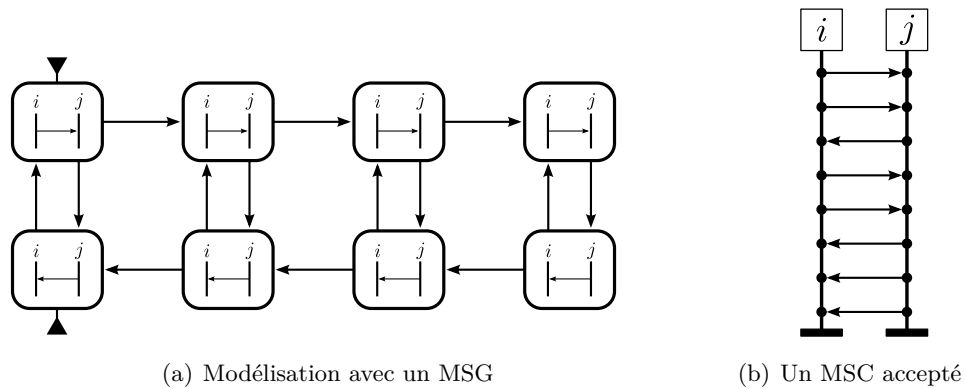 i j i j i j i j
i j i j i j i j
i j
(a) Modélisation avec un MSG
(b) Un MSC accepté